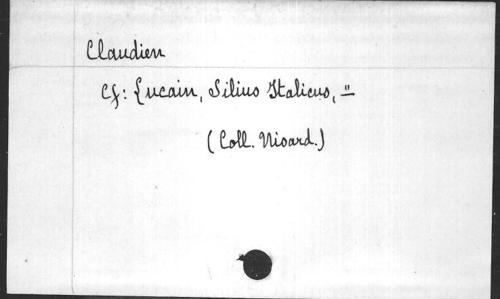 Claudien
Cf: Lucain, Silius Italicus, "
(Coll. Nisard.)